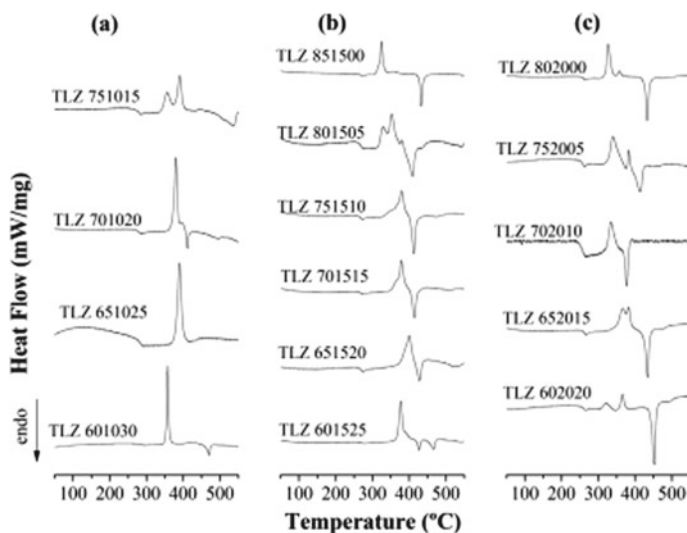 (a)
(b)
(c)
TLZ 751015
TLZ 701020
TLZ 651025
TLZ 601030
TLZ 851500
TLZ 801505
TLZ 751510
TLZ 701515
TLZ 651520
TLZ 601525
TLZ 802000
TLZ 752005
TLZ 702010
TLZ 652015
TLZ 602020
Heat Flow (mW/mg)
endo
100 200 300 400 500
100 200 300 400 500
100 200 300 400 500
Temperature (ºC)